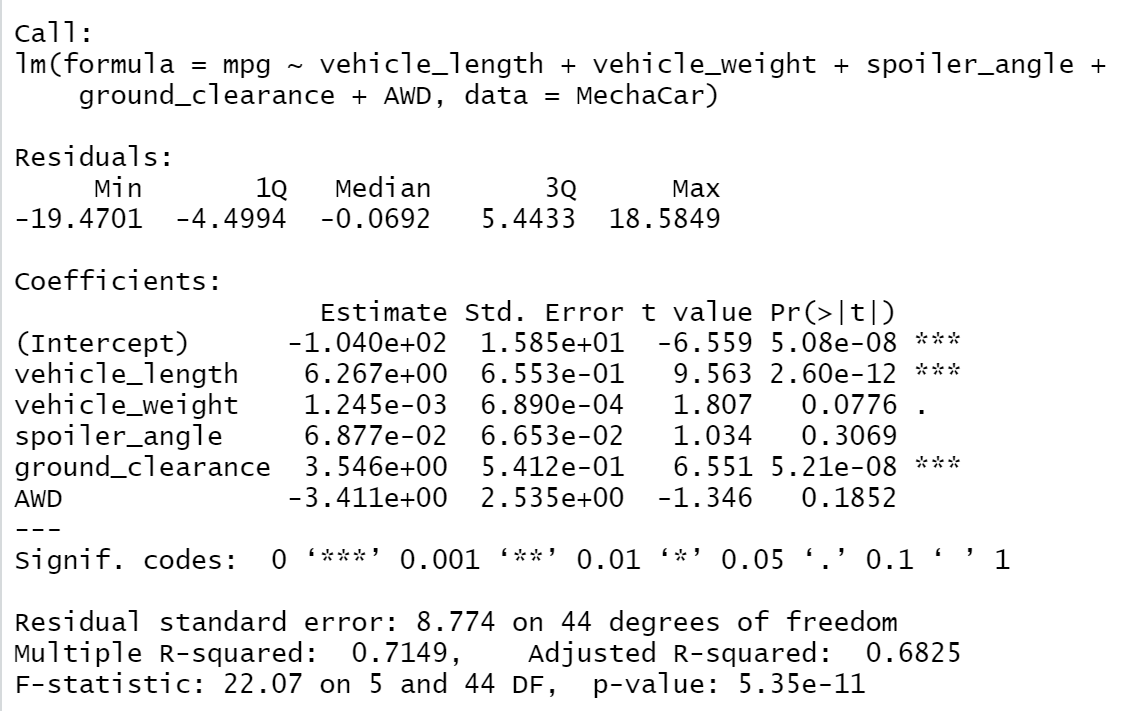 Call:
lm(formula = mpg ~ vehicle_length + vehicle_weight + spoiler_angle +
    ground_clearance + AWD, data = MechaCar)

Residuals:
     Min       1Q   Median       3Q      Max
-19.4701  -4.4994  -0.0692   5.4433  18.5849

Coefficients:
                   Estimate Std. Error t value Pr(>|t|)
(Intercept)      -1.040e+02  1.585e+01  -6.559 5.08e-08 ***
vehicle_length    6.267e+00  6.553e-01   9.563 2.60e-12 ***
vehicle_weight    1.245e-03  6.890e-04   1.807   0.0776 .
spoiler_angle     6.877e-02  6.653e-02   1.034   0.3069
ground_clearance  3.546e+00  5.412e-01   6.551 5.21e-08 ***
AWD              -3.411e+00  2.535e+00  -1.346   0.1852
---
Signif. codes:  0 ‘***’ 0.001 ‘**’ 0.01 ‘*’ 0.05 ‘.’ 0.1 ‘ ’ 1

Residual standard error: 8.774 on 44 degrees of freedom
Multiple R-squared:  0.7149,    Adjusted R-squared:  0.6825
F-statistic: 22.07 on 5 and 44 DF,  p-value: 5.35e-11